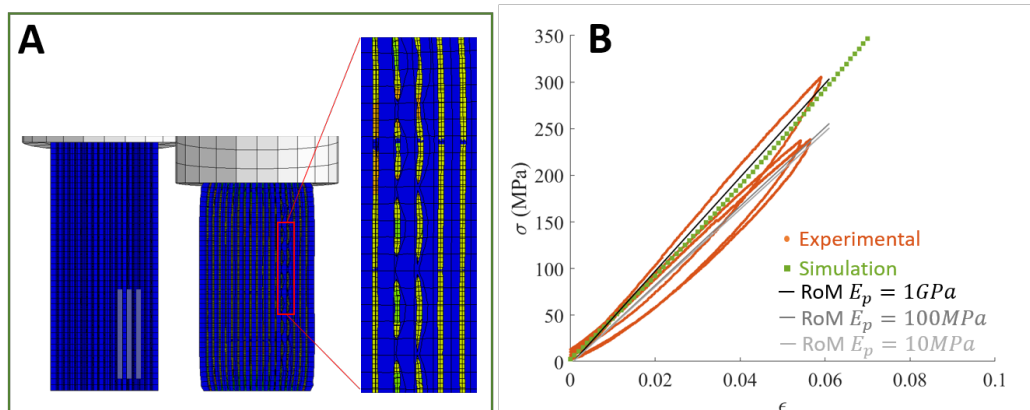 A
B
350
300
250
200
150
100
50
0
σ (MPa)
Experimental
Simulation
RoM E_p = 1GPa
RoM E_p = 100MPa
RoM E_p = 10MPa
0 0.02 0.04 0.06 0.08 0.1
ϵ